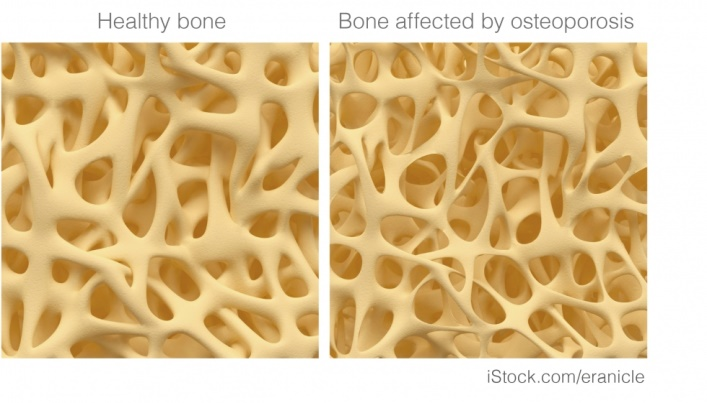 Healthy bone
Bone affected by osteoporosis
iStock.com/eranicle